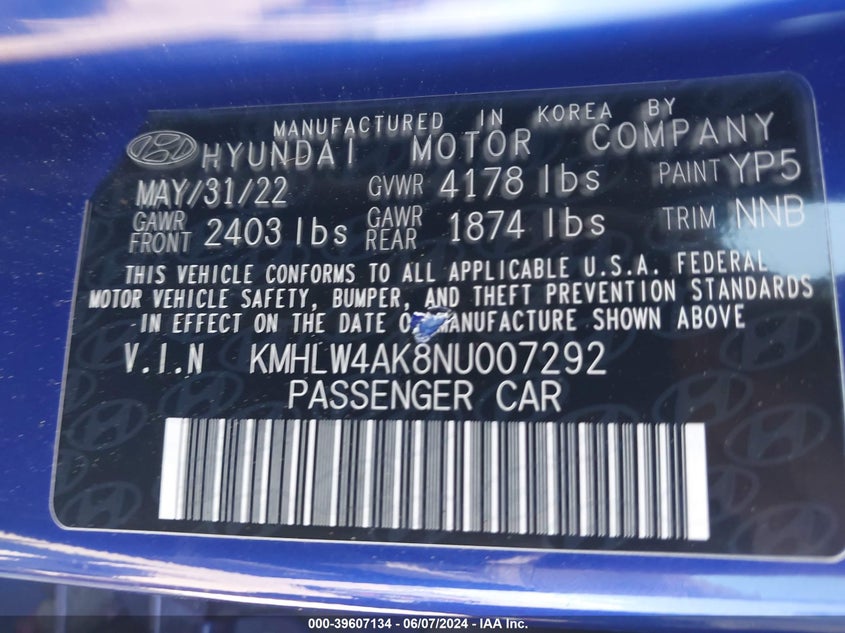 MANUFACTURED IN KOREA BY
HYUNDAI MOTOR COMPANY
MAY/31/22 GVWR 4178 lbs PAINT YP5
GAWR FRONT 2403 lbs GAWR REAR 1874 lbs TRIM NNB
THIS VEHICLE CONFORMS TO ALL APPLICABLE U.S.A. FEDERAL
MOTOR VEHICLE SAFETY, BUMPER, AND THEFT PREVENTION STANDARDS
IN EFFECT ON THE DATE MANUFACTURE SHOWN ABOVE
V.I.N KMHLW4AK8NU007292
PASSENGER CAR
000-39607134 - 06/07/2024 - IAA Inc.